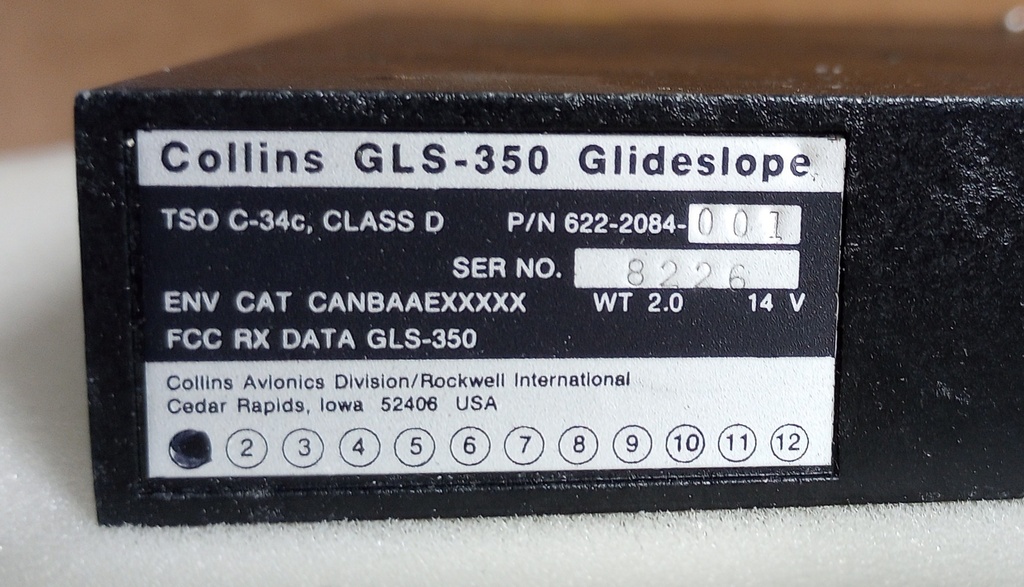 Collins GLS-350 Glideslope
TSO C-34c, CLASS D P/N 622-2084-001
SER NO. 8226
ENV CAT CANBAAEXXXXX WT 2.0 14 V
FCC RX DATA GLS-350
Collins Avionics Division/Rockwell International
Cedar Rapids, Iowa 52406 USA
2 3 4 5 6 7 8 9 10 11 12